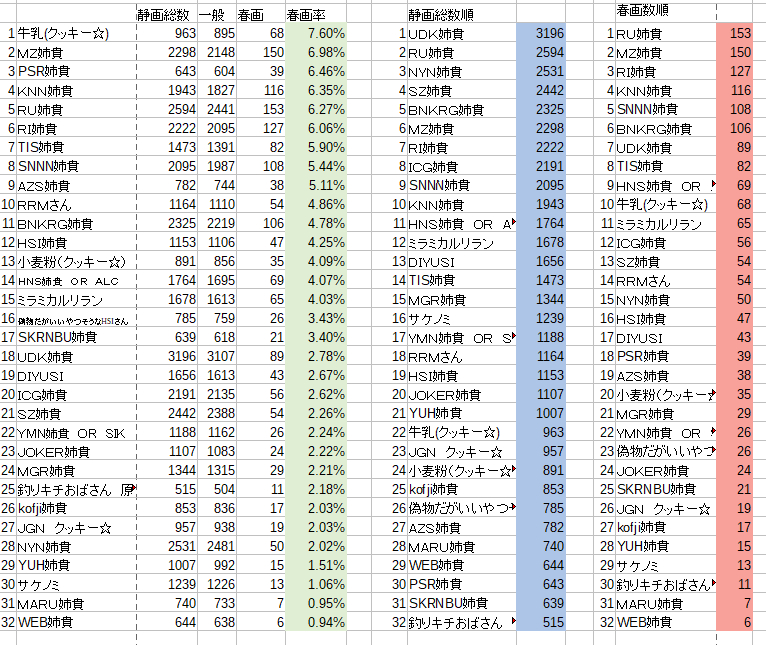 静画総数 一般 春画 春画率 静画総数順 春画数順
1 牛乳(クッキー☆) 963 895 68 7.60% 1 UDK姉貴 3196 1 RU姉貴 153
2 MZ姉貴 2298 2148 150 6.98% 2 RU姉貴 2594 2 MZ姉貴 150
3 PSR姉貴 643 604 39 6.46% 3 NYN姉貴 2531 3 RI姉貴 127
4 KNN姉貴 1943 1827 116 6.35% 4 SZ姉貴 2442 4 KNN姉貴 116
5 RU姉貴 2594 2441 153 6.27% 5 BNKRG姉貴 2325 5 SNNN姉貴 108
6 RI姉貴 2222 2095 127 6.06% 6 MZ姉貴 2298 6 BNKRG姉貴 106
7 TIS姉貴 1473 1391 82 5.90% 7 RI姉貴 2222 7 UDK姉貴 89
8 SNNN姉貴 2095 1987 108 5.44% 8 ICG姉貴 2191 8 TIS姉貴 82
9 AZS姉貴 782 744 38 5.11% 9 SNNN姉貴 2095 9 HNS姉貴 OR 69
10 RRMさん 1164 1110 54 4.86% 10 KNN姉貴 1943 10 牛乳(クッキー☆) 68
11 BNKRG姉貴 2325 2219 106 4.78% 11 HNS姉貴 OR A 1764 11 ミラミカルリラン 65
12 HSI姉貴 1153 1106 47 4.25% 12 ミラミカルリラン 1678 12 ICG姉貴 56
13 小麦粉(クッキー☆) 891 856 35 4.09% 13 DIYUSI 1656 13 SZ姉貴 54
14 HNS姉貴 OR ALC 1764 1695 69 4.07% 14 TIS姉貴 1473 14 RRMさん 54
15 ミラミカルリラン 1678 1613 65 4.03% 15 MGR姉貴 1344 15 NYN姉貴 50
16 偽物だがいいやつそうなHSIさん 785 759 26 3.43% 16 サケノミ 1239 16 HSI姉貴 47
17 SKRNBU姉貴 639 618 21 3.40% 17 YMN姉貴 OR S 1188 17 DIYUSI 43
18 UDK姉貴 3196 3107 89 2.78% 18 RRMさん 1164 18 PSR姉貴 39
19 DIYUSI 1656 1613 43 2.67% 19 HSI姉貴 1153 19 AZS姉貴 38
20 ICG姉貴 2191 2135 56 2.62% 20 JOKER姉貴 1107 20 小麦粉(クッキー 35
21 SZ姉貴 2442 2388 54 2.26% 21 YUH姉貴 1007 21 MGR姉貴 29
22 YMN姉貴 OR SIK 1188 1162 26 2.24% 22 牛乳(クッキー☆) 963 22 YMN姉貴 OR 26
23 JOKER姉貴 1107 1083 24 2.22% 23 JGN クッキー☆ 957 23 偽物だがいいやつ 26
24 MGR姉貴 1344 1315 29 2.21% 24 小麦粉(クッキー☆ 891 24 JOKER姉貴 24
25 釣りキチおばさん 原 515 504 11 2.18% 25 kofji姉貴 853 25 SKRNBU姉貴 21
26 kofji姉貴 853 836 17 2.03% 26 偽物だがいいやつ 785 26 JGN クッキー☆ 19
27 JGN クッキー☆ 957 938 19 2.03% 27 AZS姉貴 782 27 kofji姉貴 17
28 NYN姉貴 2531 2481 50 2.02% 28 MARU姉貴 740 28 YUH姉貴 15
29 YUH姉貴 1007 992 15 1.51% 29 WEB姉貴 644 29 サケノミ 13
30 サケノミ 1239 1226 13 1.06% 30 PSR姉貴 643 30 釣りキチおばさん 11
31 MARU姉貴 740 733 7 0.95% 31 SKRNBU姉貴 639 31 MARU姉貴 7
32 WEB姉貴 644 638 6 0.94% 32 釣りキチおばさん 515 32 WEB姉貴 6